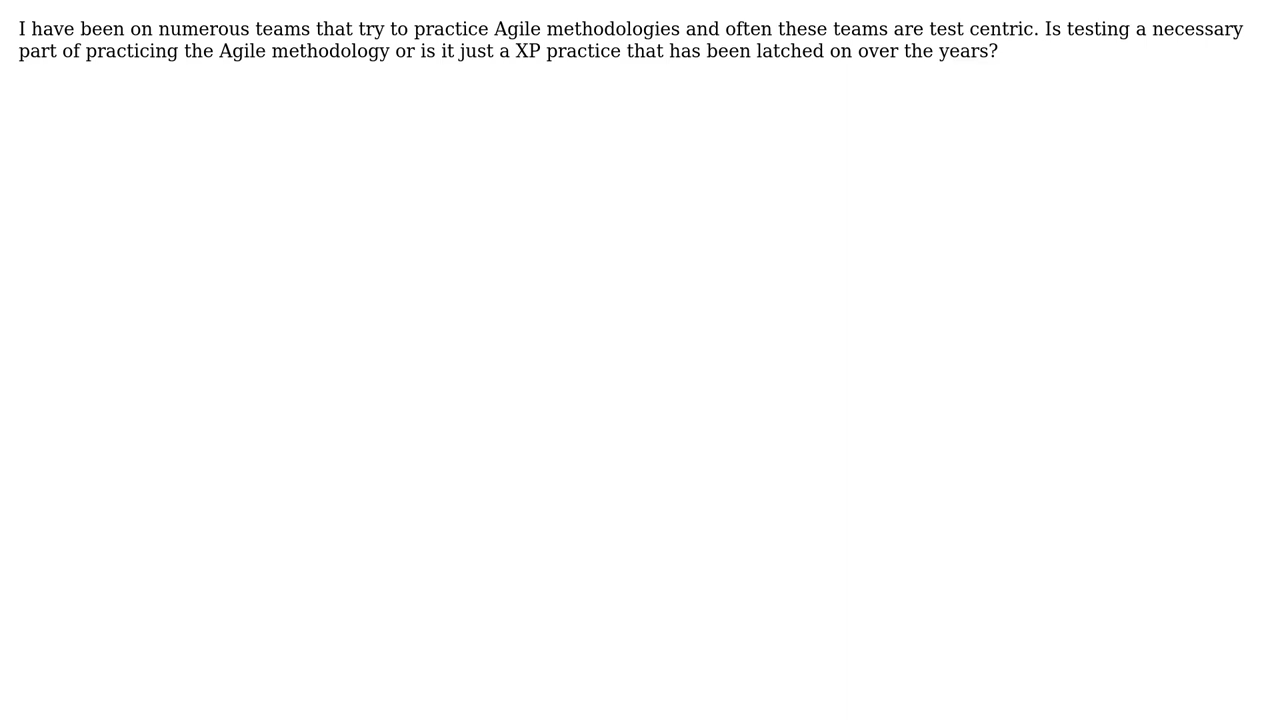 I have been on numerous teams that try to practice Agile methodologies and often these teams are test centric. Is testing a necessary
part of practicing the Agile methodology or is it just a XP practice that has been latched on over the years?